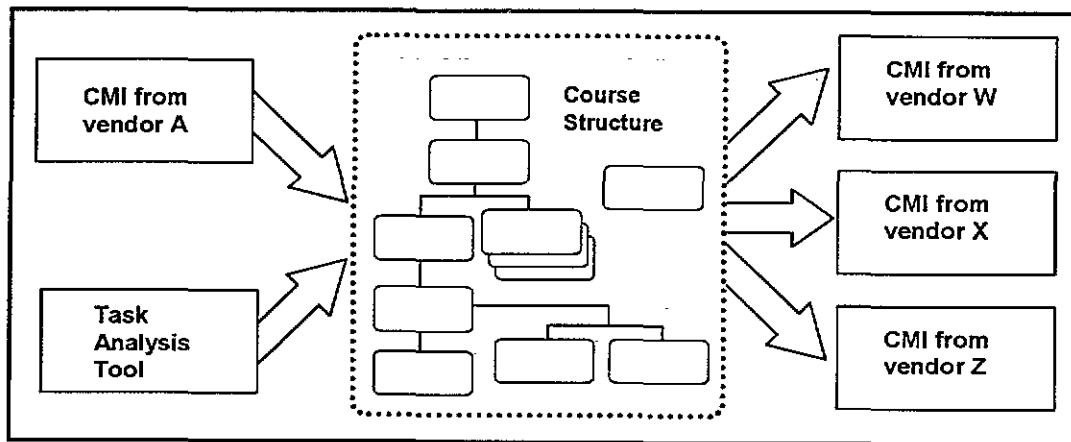 CMI from
vendor A
Task
Analysis
Tool
Course
Structure
CMI from
vendor W
CMI from
vendor X
CMI from
vendor Z